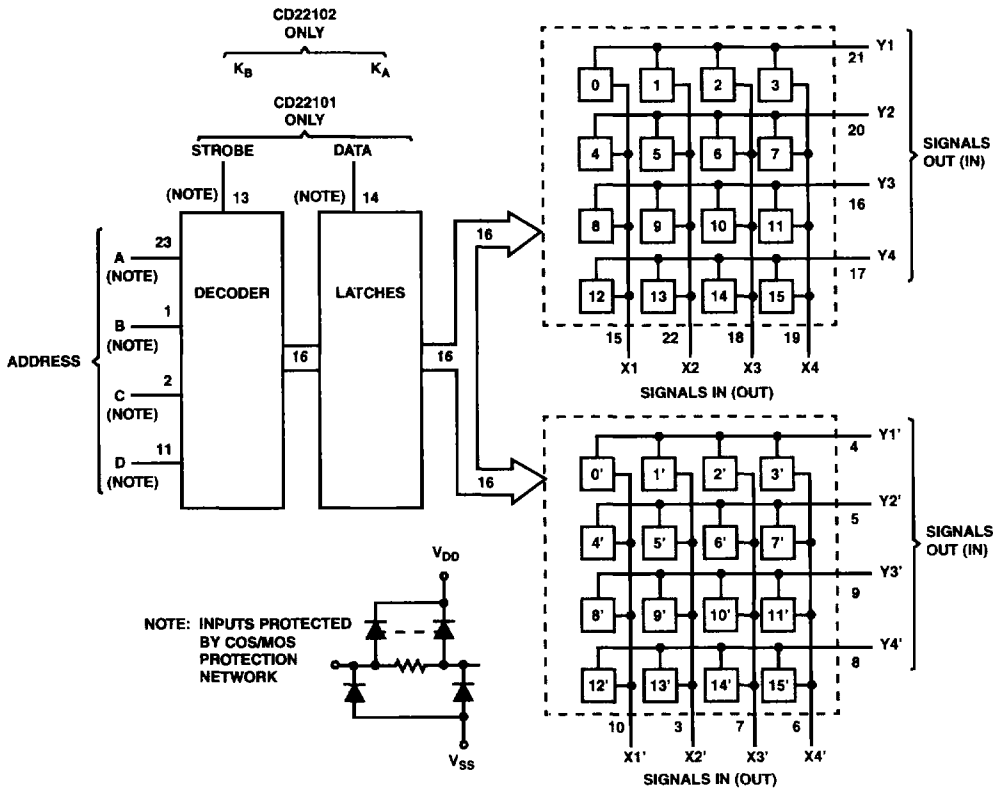 CD22102
ONLY
KB KA
CD22101
ONLY
STROBE DATA
(NOTE) 13 (NOTE) 14
ADDRESS
A 23
(NOTE)
B 1
(NOTE)
C 2
(NOTE)
D 11
(NOTE)
DECODER
16
LATCHES
16
16
16
Y1
21
0 1 2 3
Y2
20
4 5 6 7
Y3
16
8 9 10 11
Y4
17
12 13 14 15
15 22 18 19
X1 X2 X3 X4
SIGNALS IN (OUT)
SIGNALS
OUT (IN)
Y1'
4
0' 1' 2' 3'
Y2'
5
4' 5' 6' 7'
Y3'
9
8' 9' 10' 11'
Y4'
8
12' 13' 14' 15'
10 3 7 6
X1' X2' X3' X4'
SIGNALS IN (OUT)
SIGNALS
OUT (IN)
VDD
NOTE: INPUTS PROTECTED
BY COS/MOS
PROTECTION
NETWORK
VSS